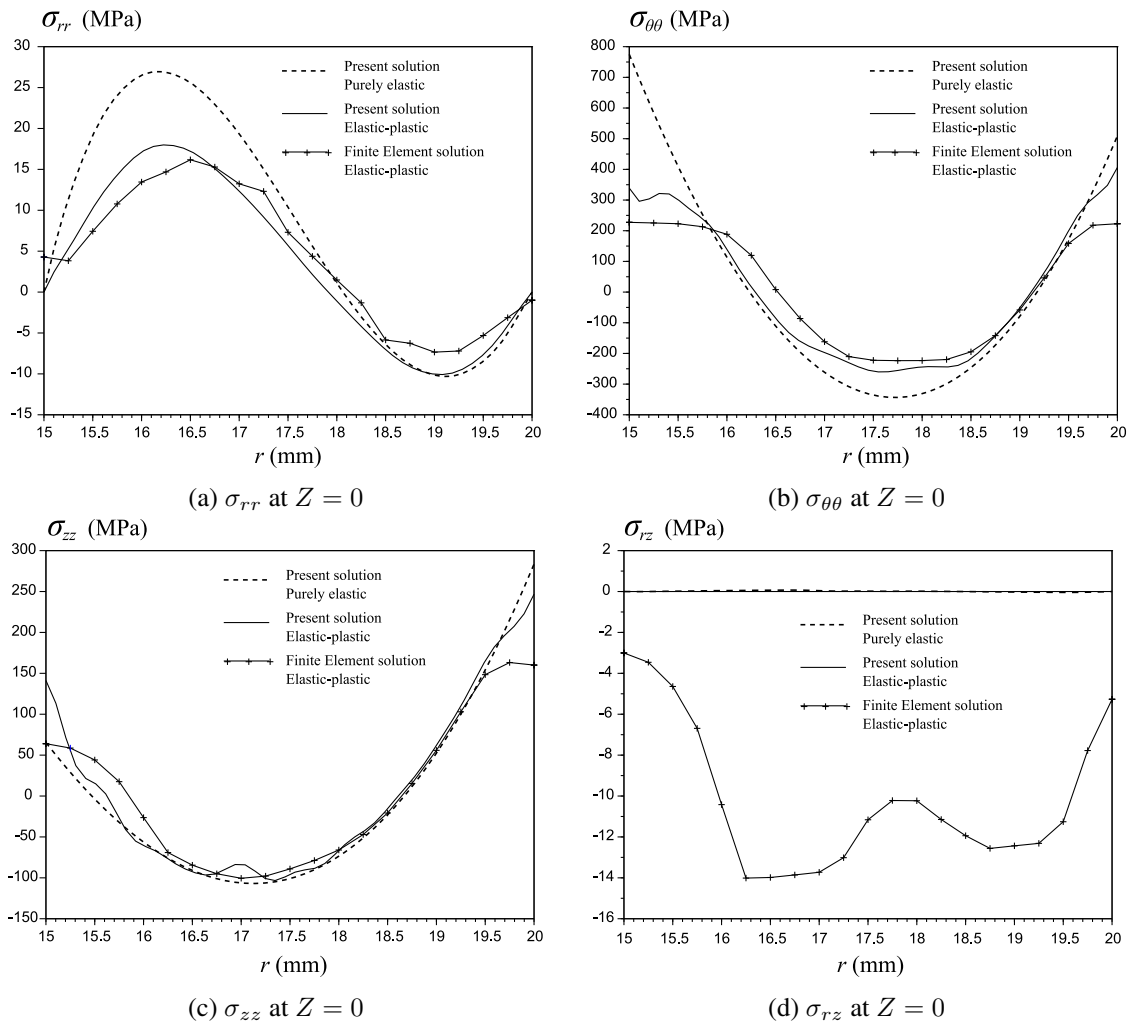 σrr (MPa)
30
25
20
15
10
5
0
-5
-10
-15
15 15.5 16 16.5 17 17.5 18 18.5 19 19.5 20
r (mm)
Present solution
Purely elastic
Present solution
Elastic-plastic
Finite Element solution
Elastic-plastic
(a) σrr at Z = 0
σθθ (MPa)
800
700
600
500
400
300
200
100
0
-100
-200
-300
-400
15 15.5 16 16.5 17 17.5 18 18.5 19 19.5 20
r (mm)
Present solution
Purely elastic
Present solution
Elastic-plastic
Finite Element solution
Elastic-plastic
(b) σθθ at Z = 0
σzz (MPa)
300
250
200
150
100
50
0
-50
-100
-150
15 15.5 16 16.5 17 17.5 18 18.5 19 19.5 20
r (mm)
Present solution
Purely elastic
Present solution
Elastic-plastic
Finite Element solution
Elastic-plastic
(c) σzz at Z = 0
σrz (MPa)
2
0
-2
-4
-6
-8
-10
-12
-14
-16
15 15.5 16 16.5 17 17.5 18 18.5 19 19.5 20
r (mm)
Present solution
Purely elastic
Present solution
Elastic-plastic
Finite Element solution
Elastic-plastic
(d) σrz at Z = 0